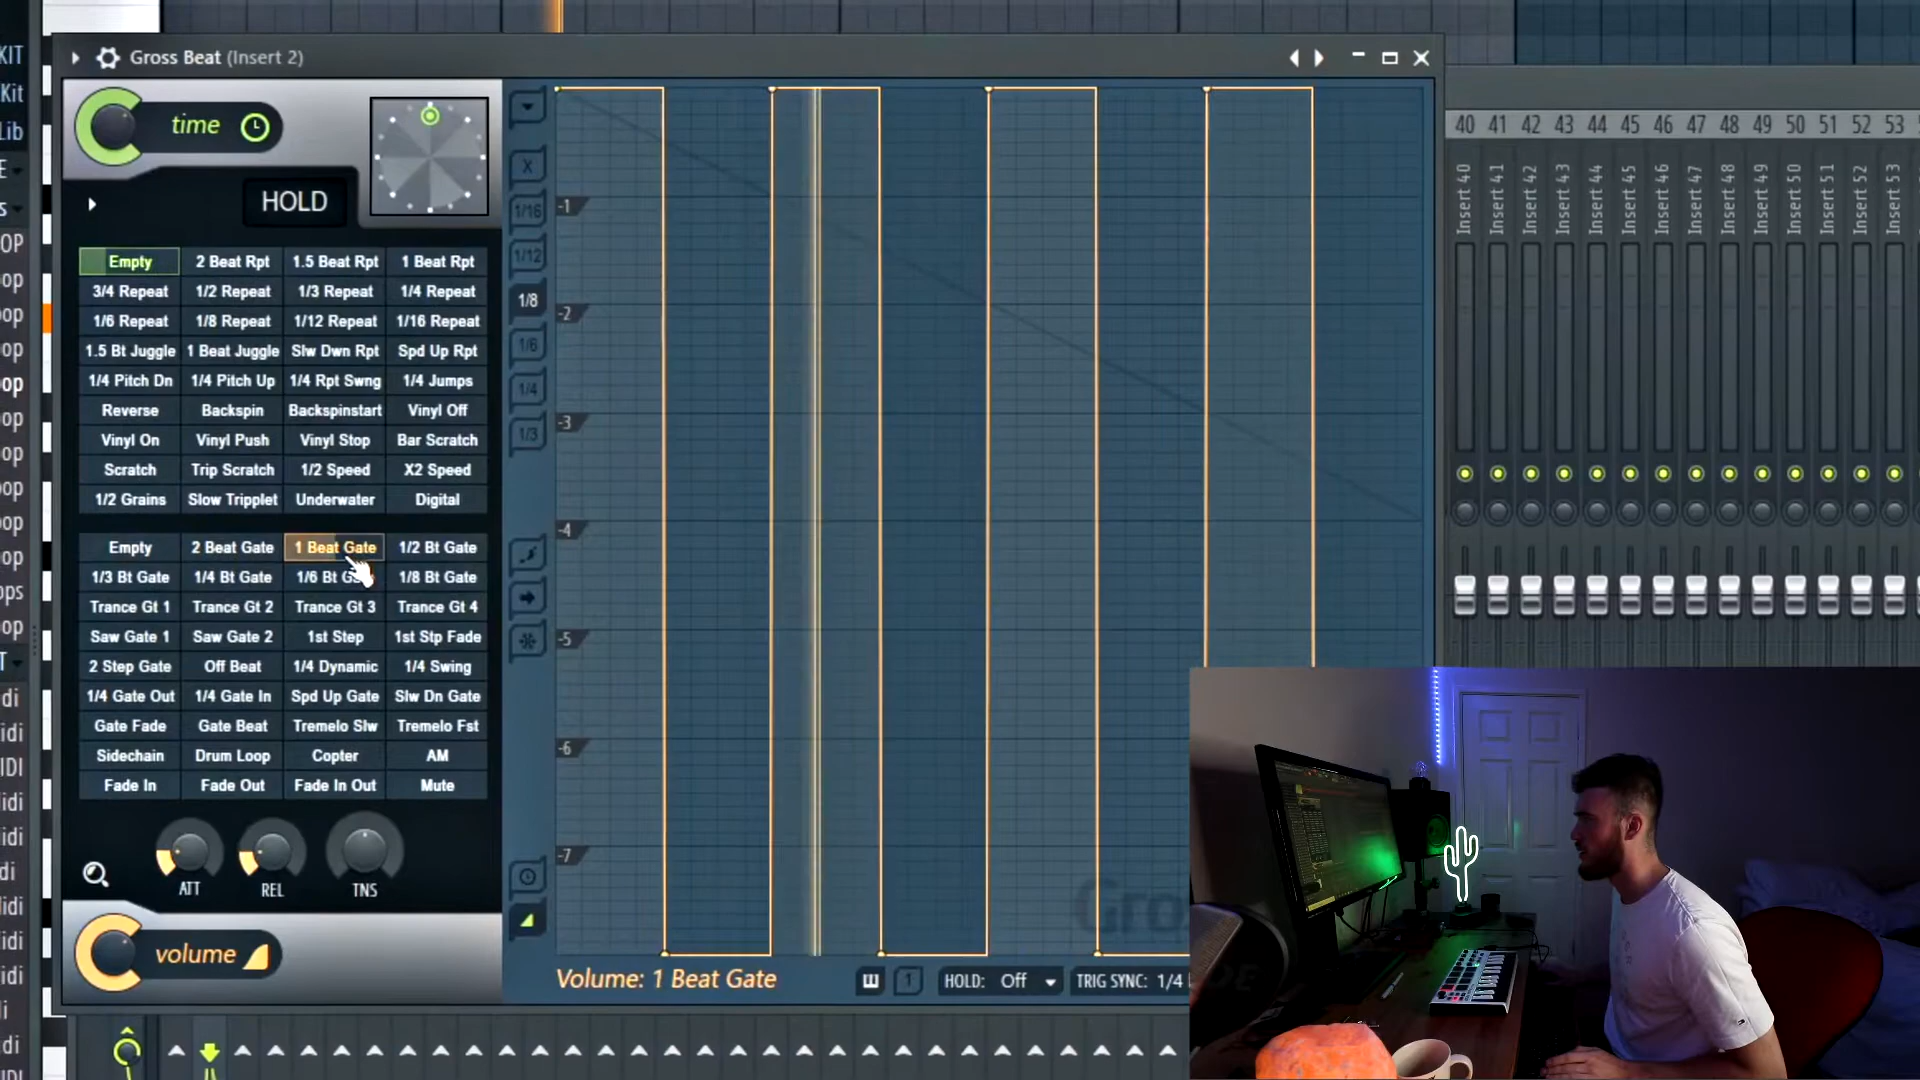 Gross Beat (Insert 2)
time
HOLD
Empty 2 Beat Rpt 1.5 Beat Rpt 1 Beat Rpt
3/4 Repeat 1/2 Repeat 1/3 Repeat 1/4 Repeat
1/6 Repeat 1/8 Repeat 1/12 Repeat 1/16 Repeat
1.5 Bt Juggle 1 Beat Juggle Slw Dwn Rpt Spd Up Rpt
1/4 Pitch Dn 1/4 Pitch Up 1/4 Rpt Swng 1/4 Jumps
Reverse Backspin Backspinstart Vinyl Off
Vinyl On Vinyl Push Vinyl Stop Bar Scratch
Scratch Trip Scratch 1/2 Speed X2 Speed
1/2 Grains Slow Tripplet Underwater Digital
Empty 2 Beat Gate 1 Beat Gate 1/2 Bt Gate
1/3 Bt Gate 1/4 Bt Gate 1/6 Bt 1/8 Bt Gate
Trance Gt 1 Trance Gt 2 Trance Gt 3 Trance Gt 4
Saw Gate 1 Saw Gate 2 1st Step 1st Stp Fade
2 Step Gate Off Beat 1/4 Dynamic 1/4 Swing
1/4 Gate Out 1/4 Gate In Spd Up Gate Slw Dn Gate
Gate Fade Gate Beat Tremelo Slw Tremelo Fst
Sidechain Drum Loop Copter AM
Fade In Fade Out Fade In Out Mute
ATT REL TNS
volume
X
1/16
1/12
1/8
1/6
1/4
1/3
-1
-2
-3
-4
-5
-6
-7
Volume: 1 Beat Gate
1
HOLD: Off
TRIG SYNC: 1/4
40 41 42 43 44 45 46 47 48 49 50 51 52 53
Insert 40 Insert 41 Insert 42 Insert 43 Insert 44 Insert 45 Insert 46 Insert 47 Insert 48 Insert 49 Insert 50 Insert 51 Insert 52 Insert 53